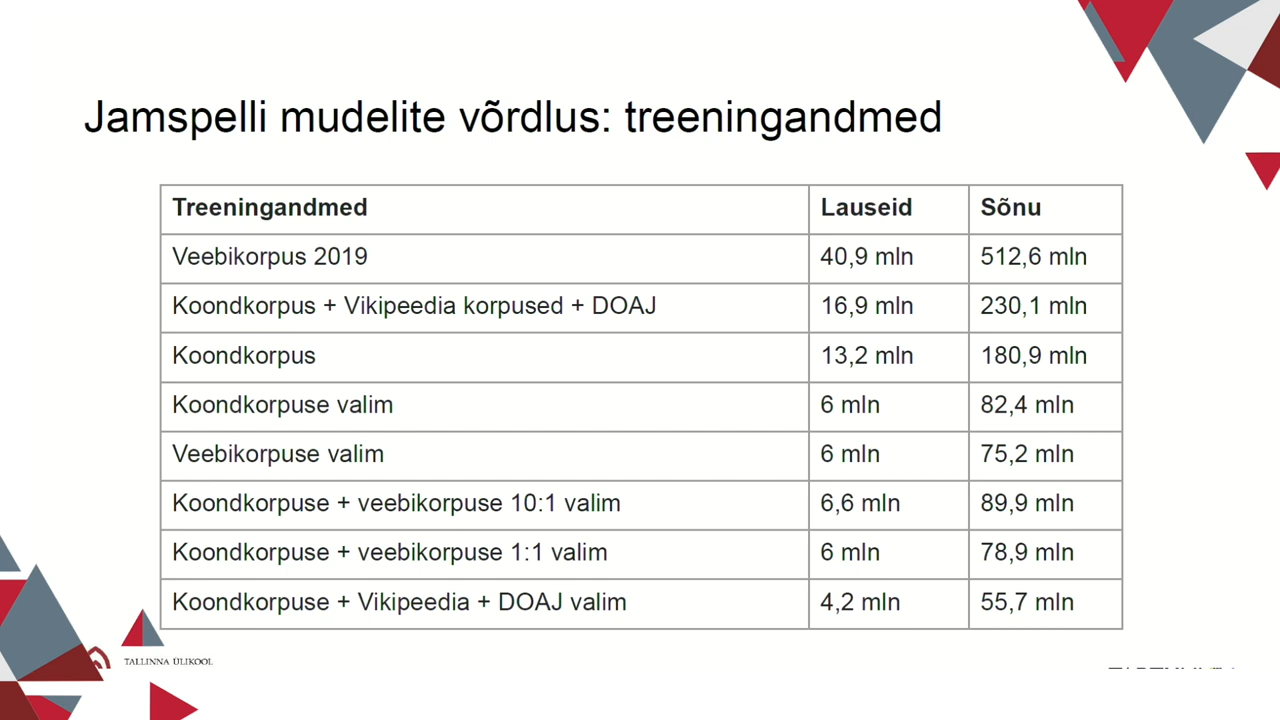 Jamspelli mudelite võrdlus: treeningandmed
Treeningandmed Lauseid Sõnu
Veebikorpus 2019 40,9 mln 512,6 mln
Koondkorpus + Vikipeedia korpused + DOAJ 16,9 mln 230,1 mln
Koondkorpus 13,2 mln 180,9 mln
Koondkorpuse valim 6 mln 82,4 mln
Veebikorpuse valim 6 mln 75,2 mln
Koondkorpuse + veebikorpuse 10:1 valim 6,6 mln 89,9 mln
Koondkorpuse + veebikorpuse 1:1 valim 6 mln 78,9 mln
Koondkorpuse + Vikipeedia + DOAJ valim 4,2 mln 55,7 mln
TALLINNA ÜLIKOOL